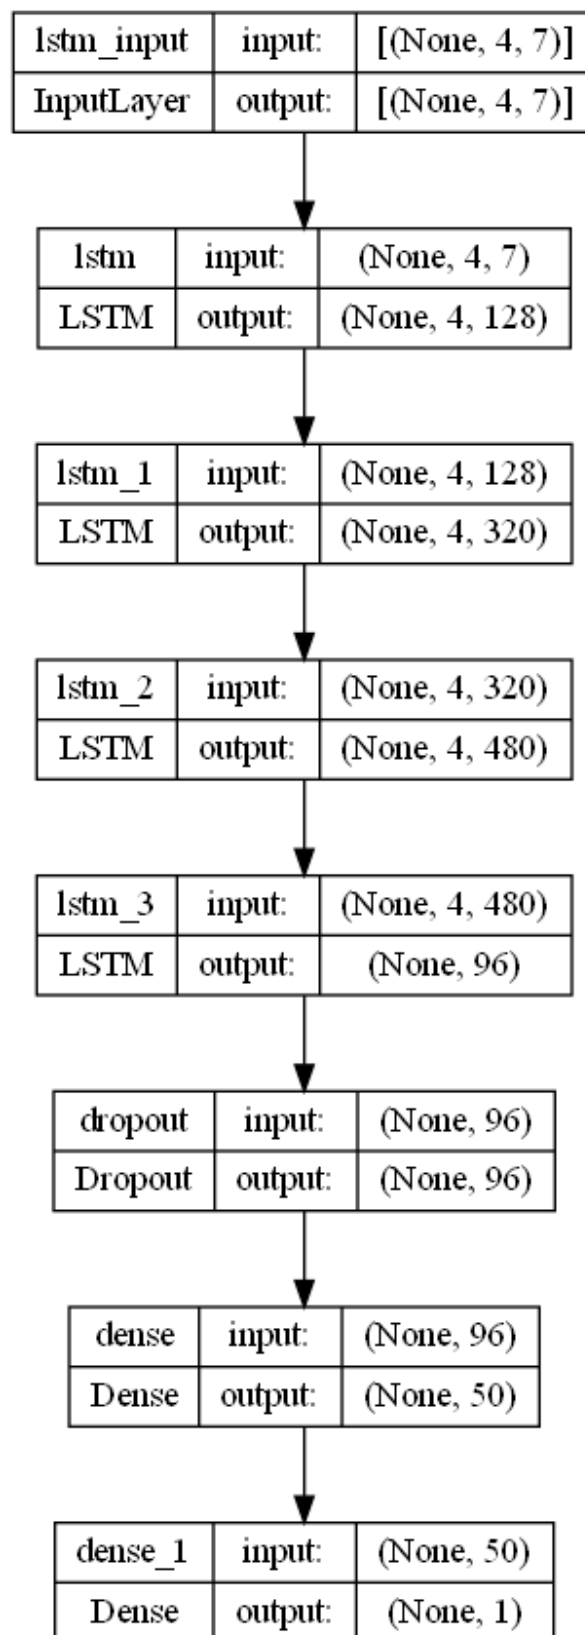 lstm_input input: [(None, 4, 7)]
InputLayer output: [(None, 4, 7)]
lstm input: (None, 4, 7)
LSTM output: (None, 4, 128)
lstm_1 input: (None, 4, 128)
LSTM output: (None, 4, 320)
lstm_2 input: (None, 4, 320)
LSTM output: (None, 4, 480)
lstm_3 input: (None, 4, 480)
LSTM output: (None, 96)
dropout input: (None, 96)
Dropout output: (None, 96)
dense input: (None, 96)
Dense output: (None, 50)
dense_1 input: (None, 50)
Dense output: (None, 1)